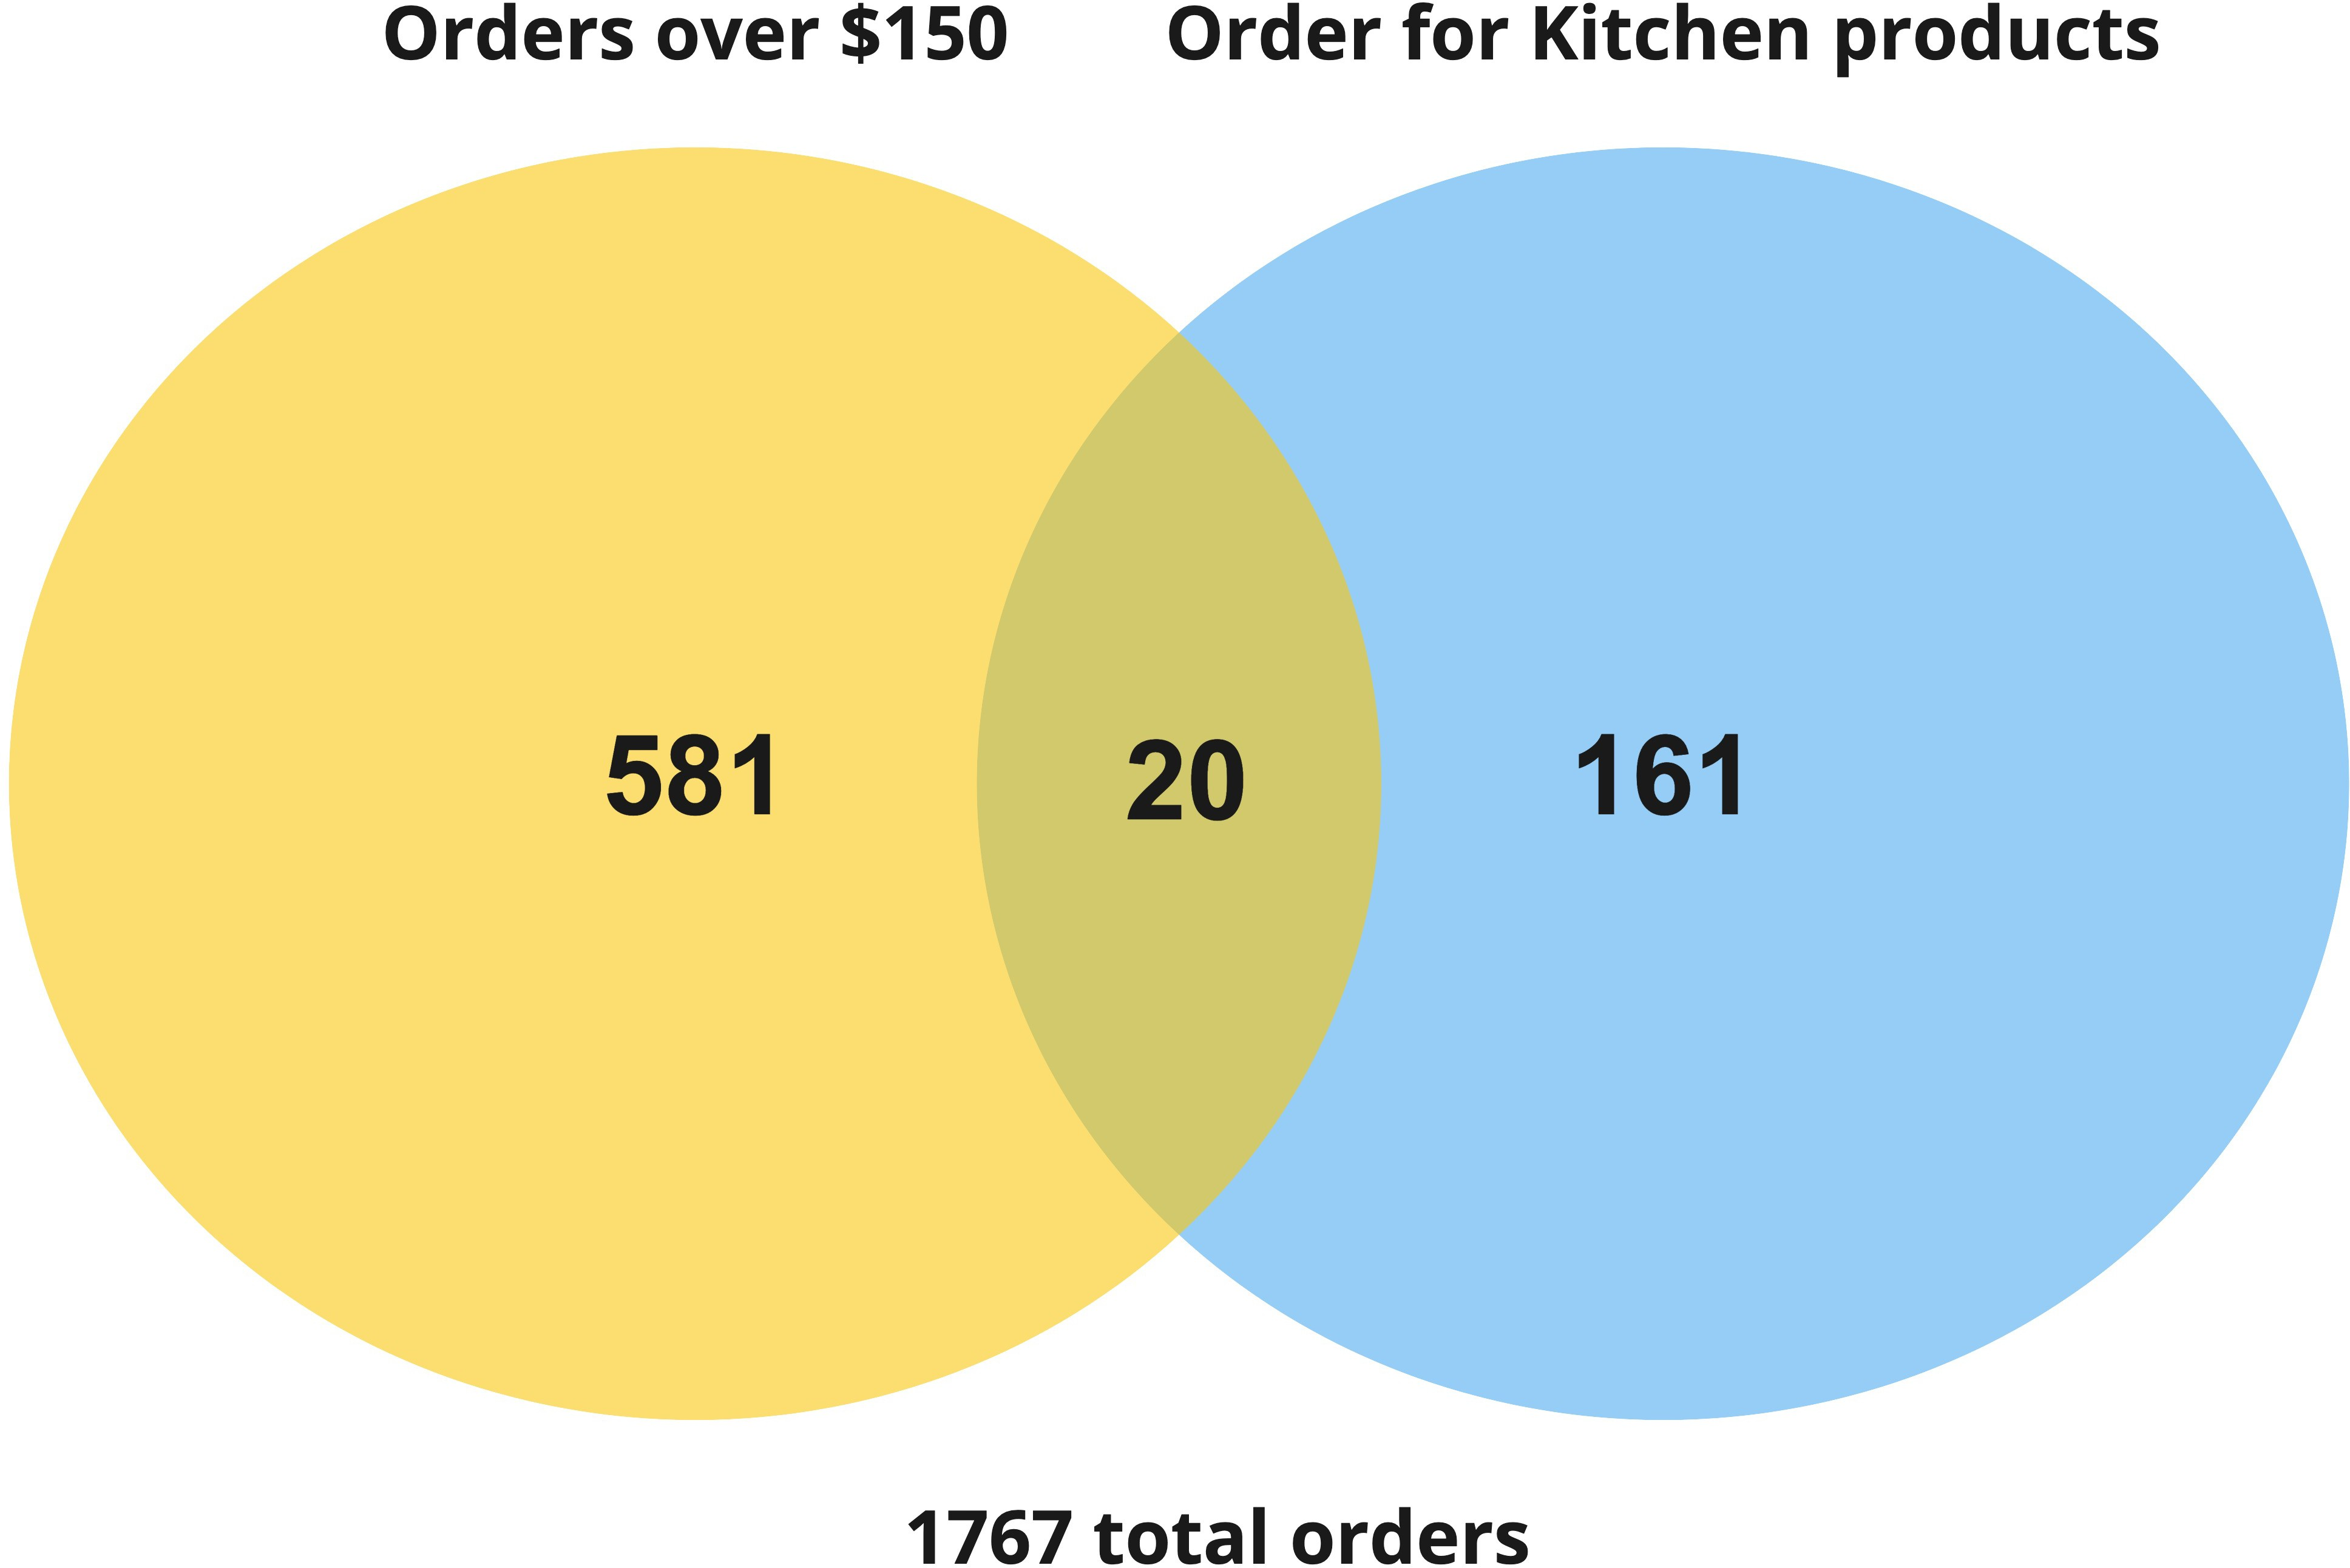 Orders over $150
Order for Kitchen products
581
20
161
1767 total orders